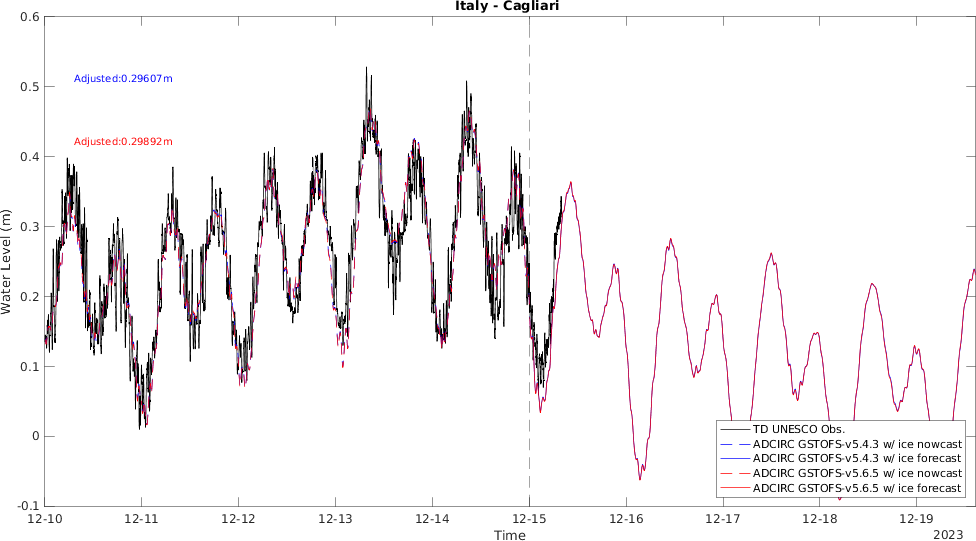 Italy - Cagliari
0.6
0.5
0.4
0.3
0.2
0.1
0
-0.1
Water Level (m)
Adjusted:0.29607m
Adjusted:0.29892m
TD UNESCO Obs.
ADCIRC GSTOFS-v5.4.3 w/ ice nowcast
ADCIRC GSTOFS-v5.4.3 w/ ice forecast
ADCIRC GSTOFS-v5.6.5 w/ ice nowcast
ADCIRC GSTOFS-v5.6.5 w/ ice forecast
12-10 12-11 12-12 12-13 12-14 12-15 12-16 12-17 12-18 12-19
Time
2023